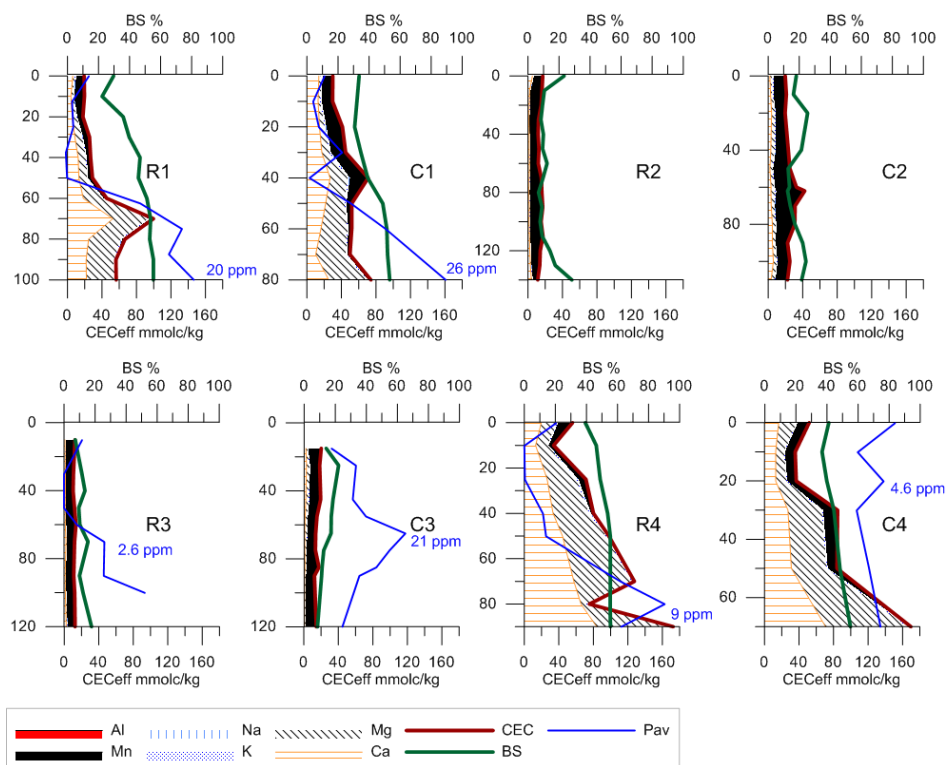 BS % BS % BS % BS %
0 20 40 60 80 100 0 20 40 60 80 100 0 20 40 60 80 100 0 20 40 60 80 100
0 20 40 60 80 100
R1
20 ppm
0 40 80 120 160
CECeff mmolc/kg
0 20 40 60 80
C1
26 ppm
0 40 80 120 160
CECeff mmolc/kg
0 40 80 120
R2
0 40 80 120 160
CECeff mmolc/kg
0 40 80
C2
0 40 80 120 160
CECeff mmolc/kg
BS % BS % BS % BS %
0 20 40 60 80 100 0 20 40 60 80 100 0 20 40 60 80 100 0 20 40 60 80 100
0 40 80 120
R3
2.6 ppm
0 40 80 120 160
CECeff mmolc/kg
0 40 80 120
C3
21 ppm
0 40 80 120 160
CECeff mmolc/kg
0 20 40 60 80
R4
9 ppm
0 40 80 120 160
CECeff mmolc/kg
0 20 40 60
C4
4.6 ppm
0 40 80 120 160
CECeff mmolc/kg
Al Na Mg CEC Pav
Mn K Ca BS